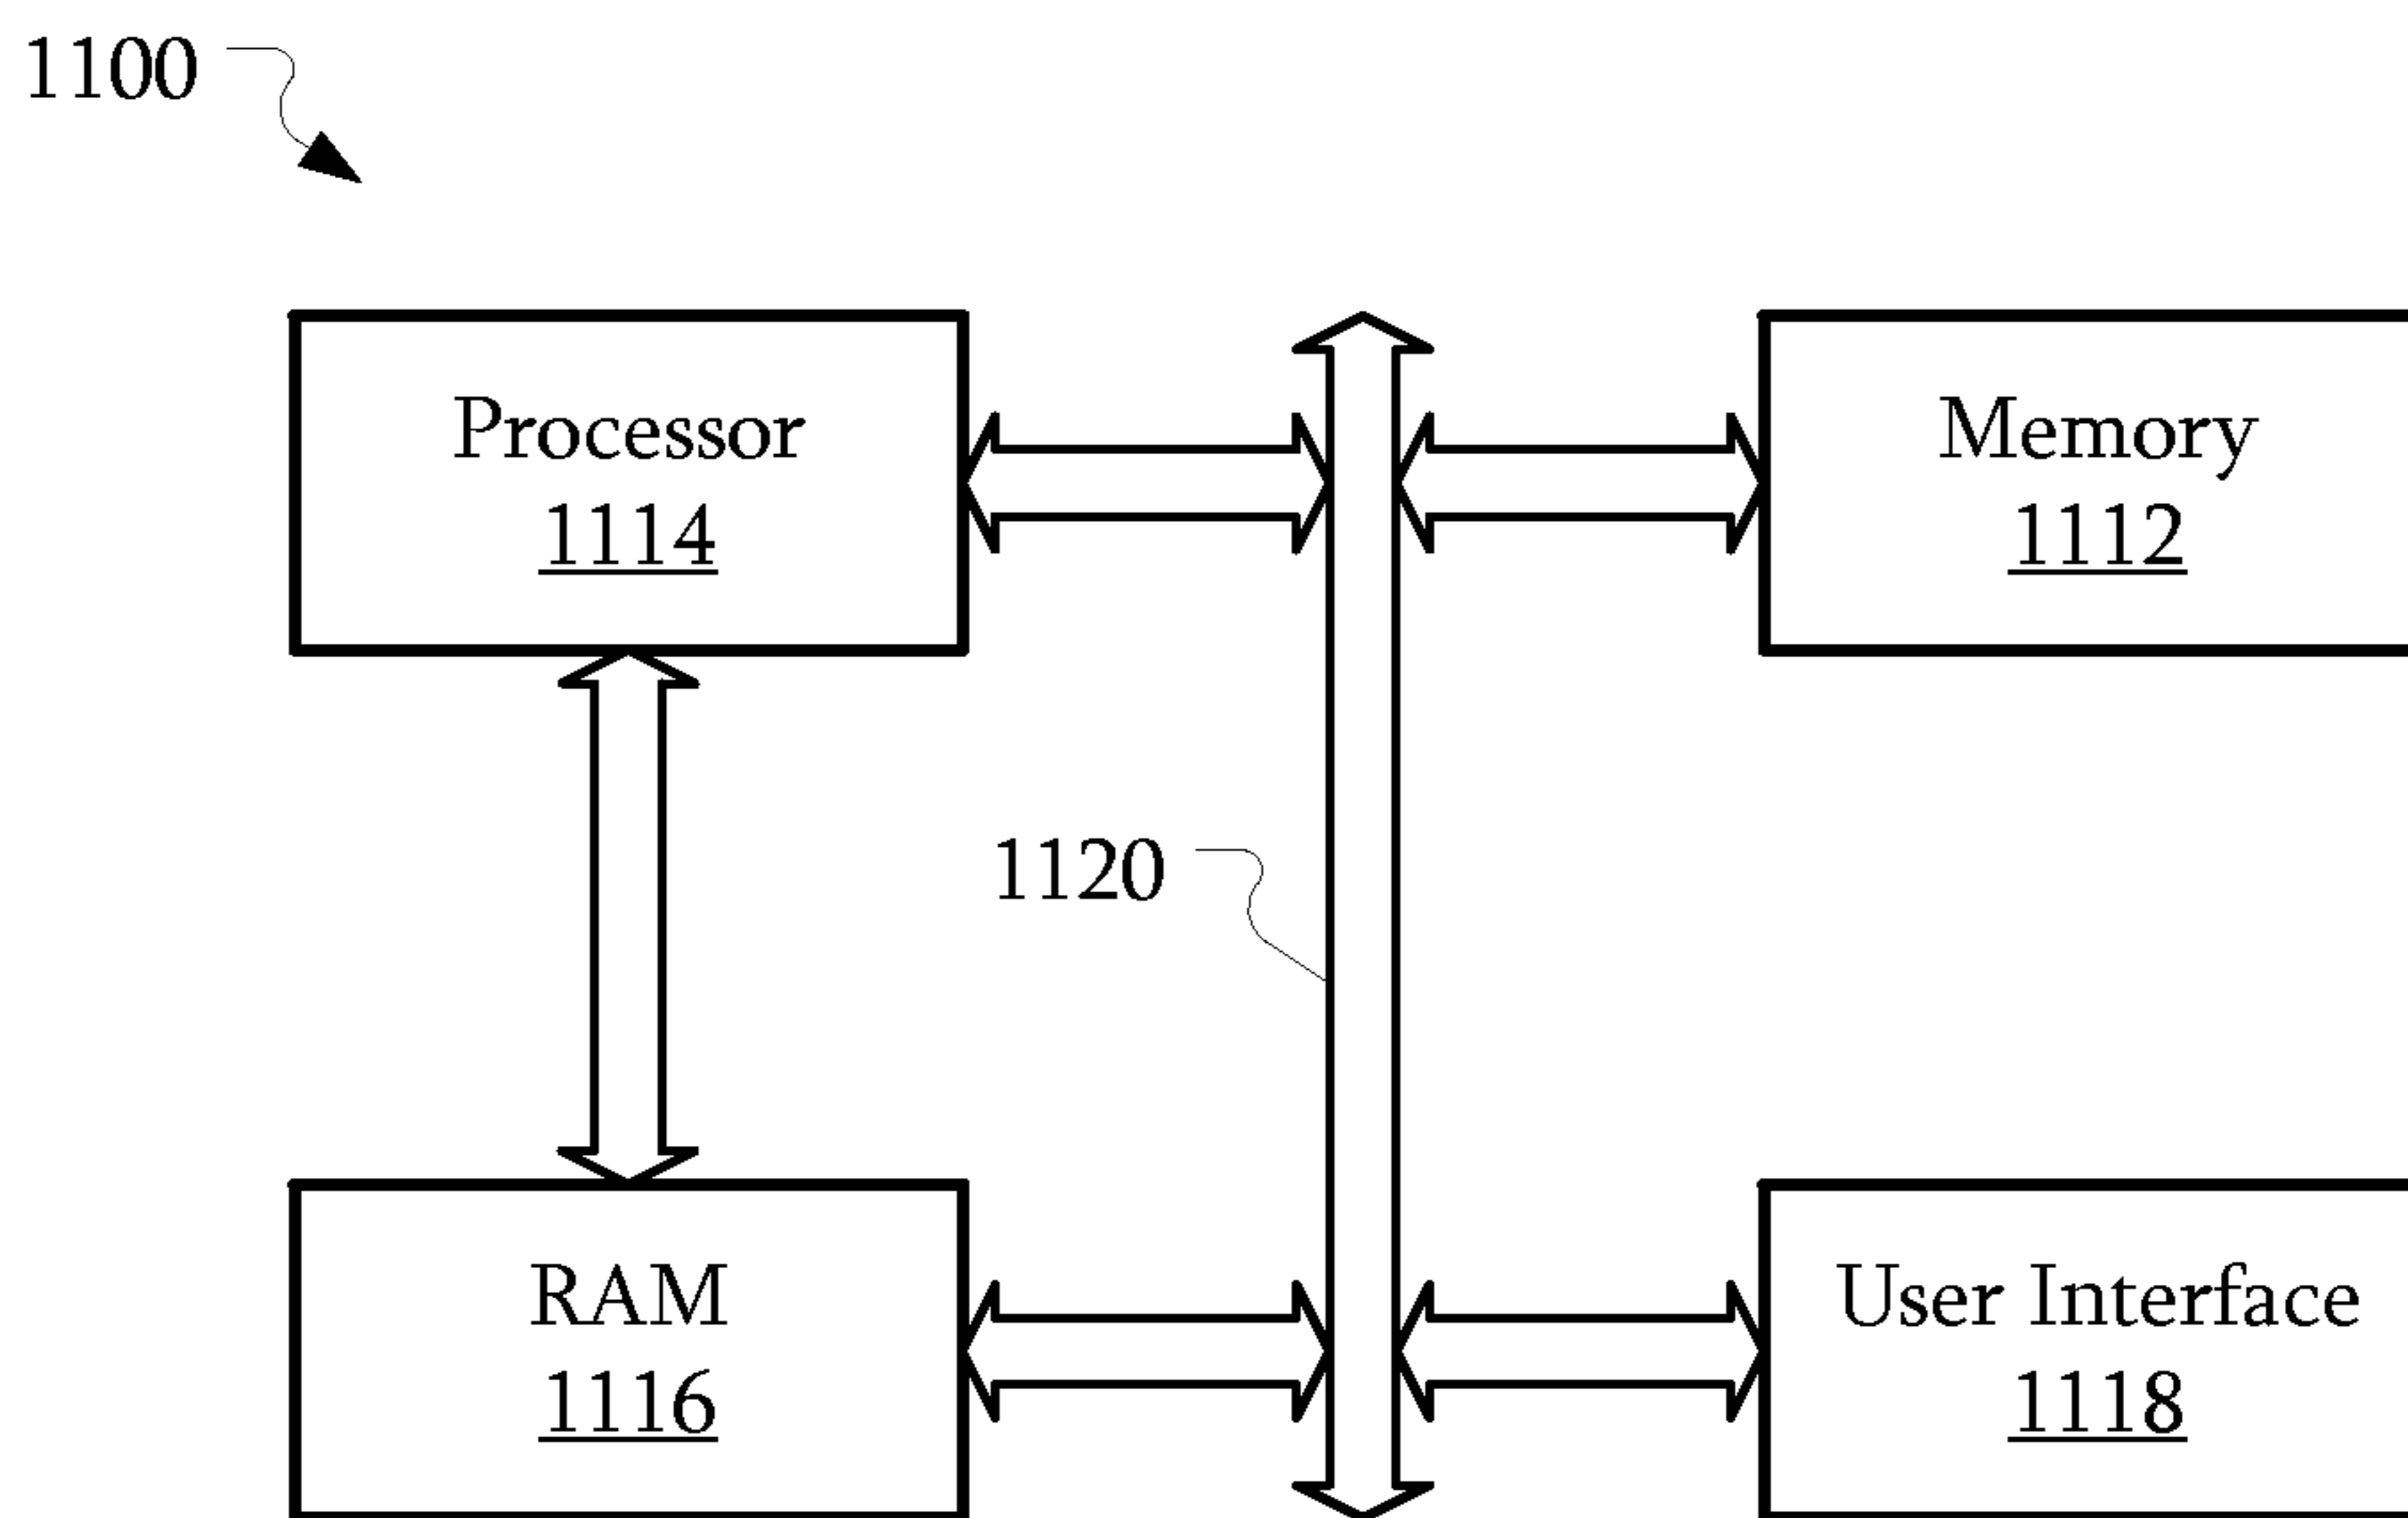 1100
Processor
1114
Memory
1112
1120
RAM
1116
User Interface
1118